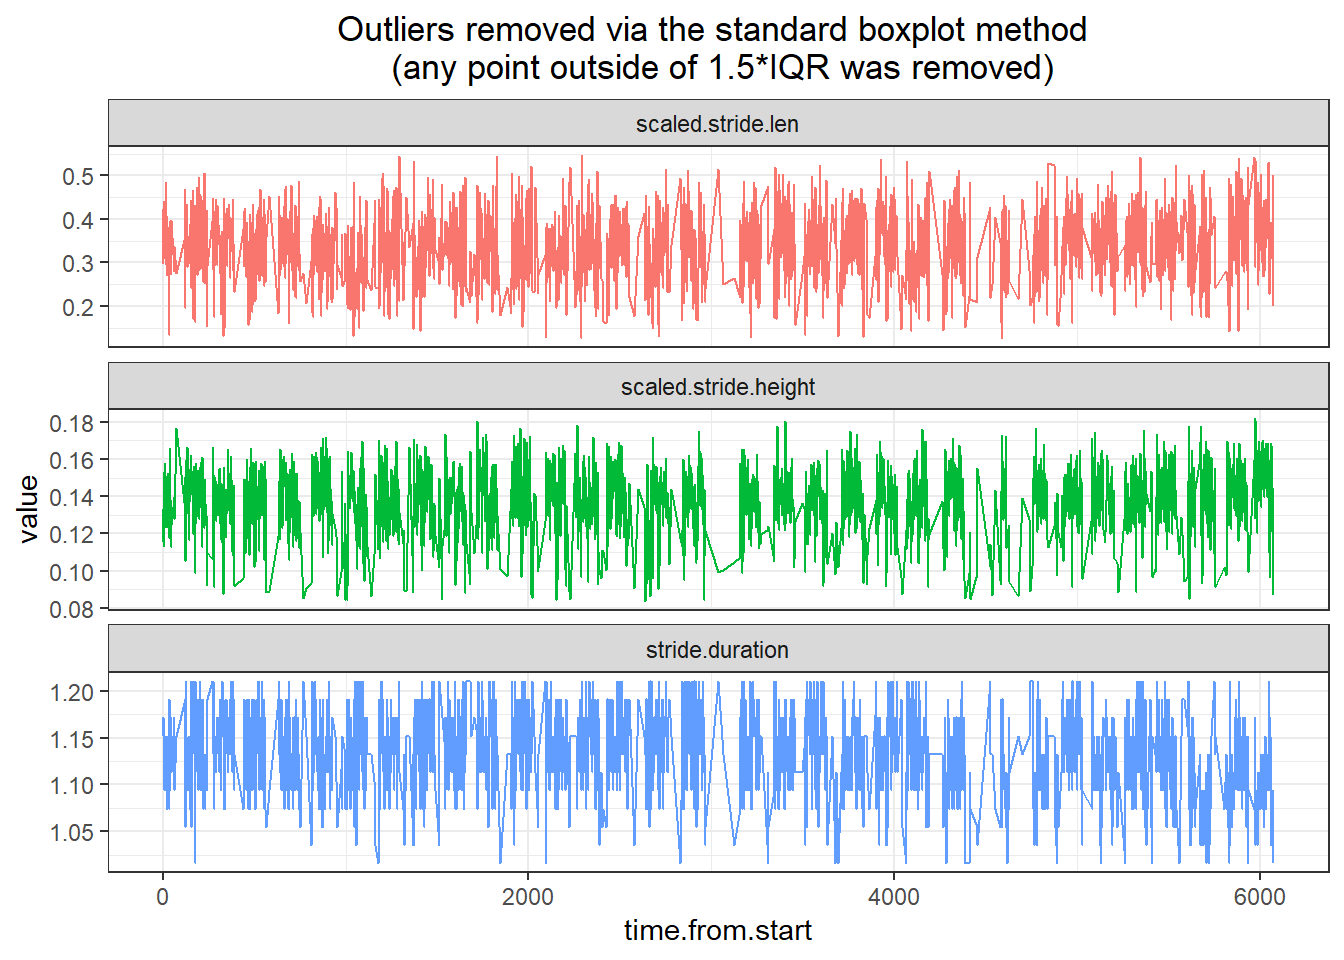 Outliers removed via the standard boxplot method
(any point outside of 1.5*IQR was removed)
scaled.stride.len
0.5
0.4
0.3
0.2
scaled.stride.height
0.18
0.16
0.14
0.12
0.10
0.08
value
stride.duration
1.20
1.15
1.10
1.05
0 2000 4000 6000
time.from.start